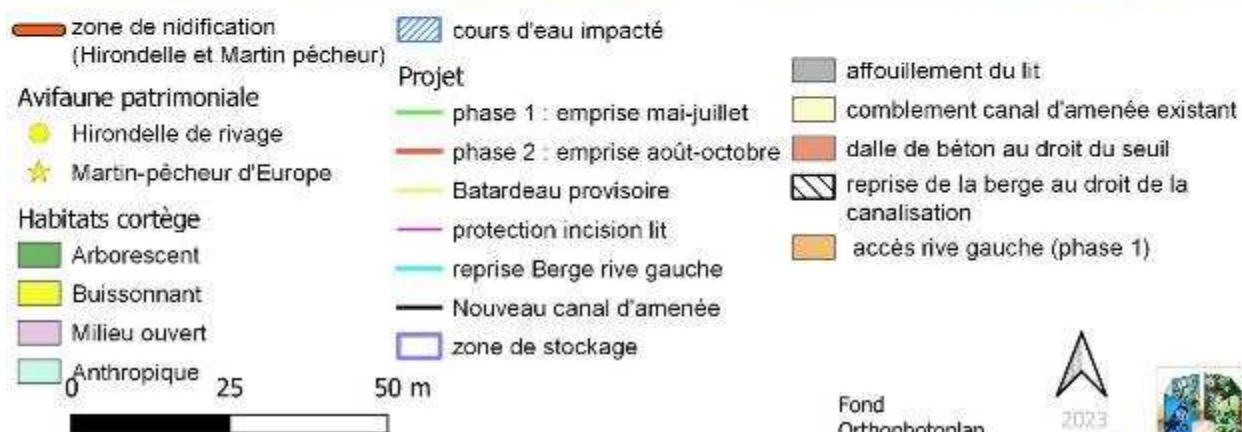 zone de nidification
(Hirondelle et Martin pécheur)
Avifaune patrimoniale
Hirondelle de rivage
Martin-pêcheur d'Europe
Habitats cortège
Arborescent
Buissonnant
Milieu ouvert
Anthropique
0 25 50 m
cours d'eau impacté
Projet
phase 1 : emprise mai-juillet
phase 2 : emprise août-octobre
Batardeau provisoire
protection incision lit
reprise Berge rive gauche
Nouveau canal d'amenée
zone de stockage
affouillement du lit
comblement canal d'amenée existant
dalle de béton au droit du seuil
reprise de la berge au droit de la
canalisation
accès rive gauche (phase 1)
Fond
Orthophotoplan
2023